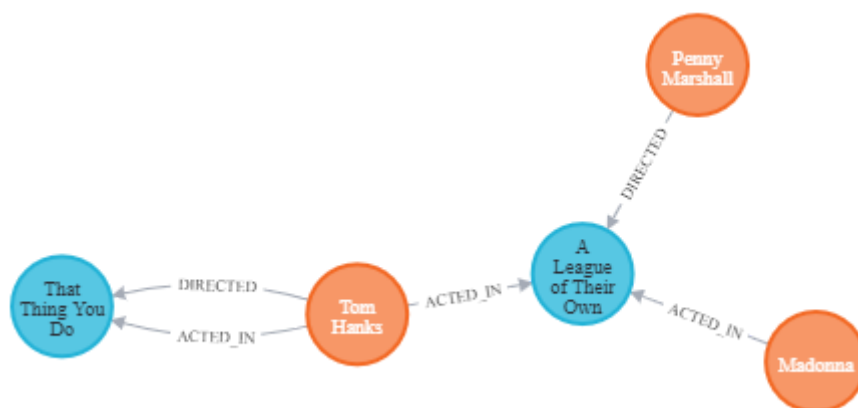 Penny
Marshall
DIRECTED
A
League
of Their
Own
That
Thing You
Do
DIRECTED
Tom
Hanks
ACTED_IN
ACTED_IN
ACTED_IN
Madonna